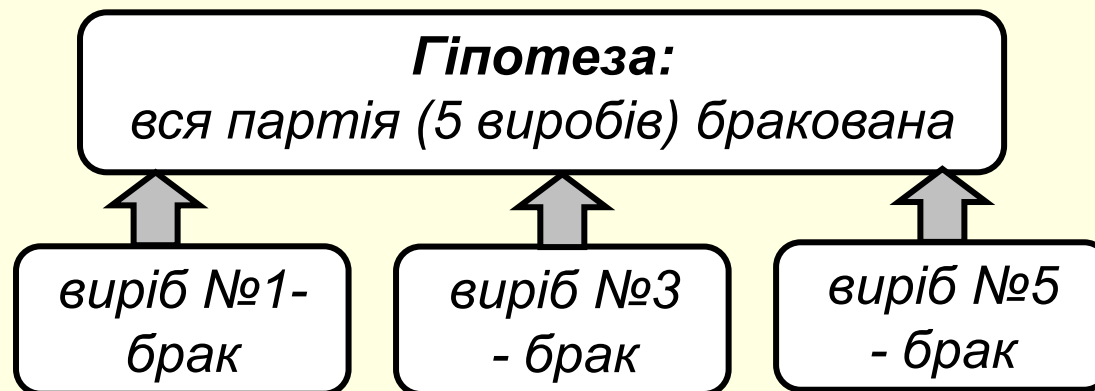 Гіпотеза:
вся партія (5 виробів) бракована
виріб №1-
брак
виріб №3
- брак
виріб №5
- брак